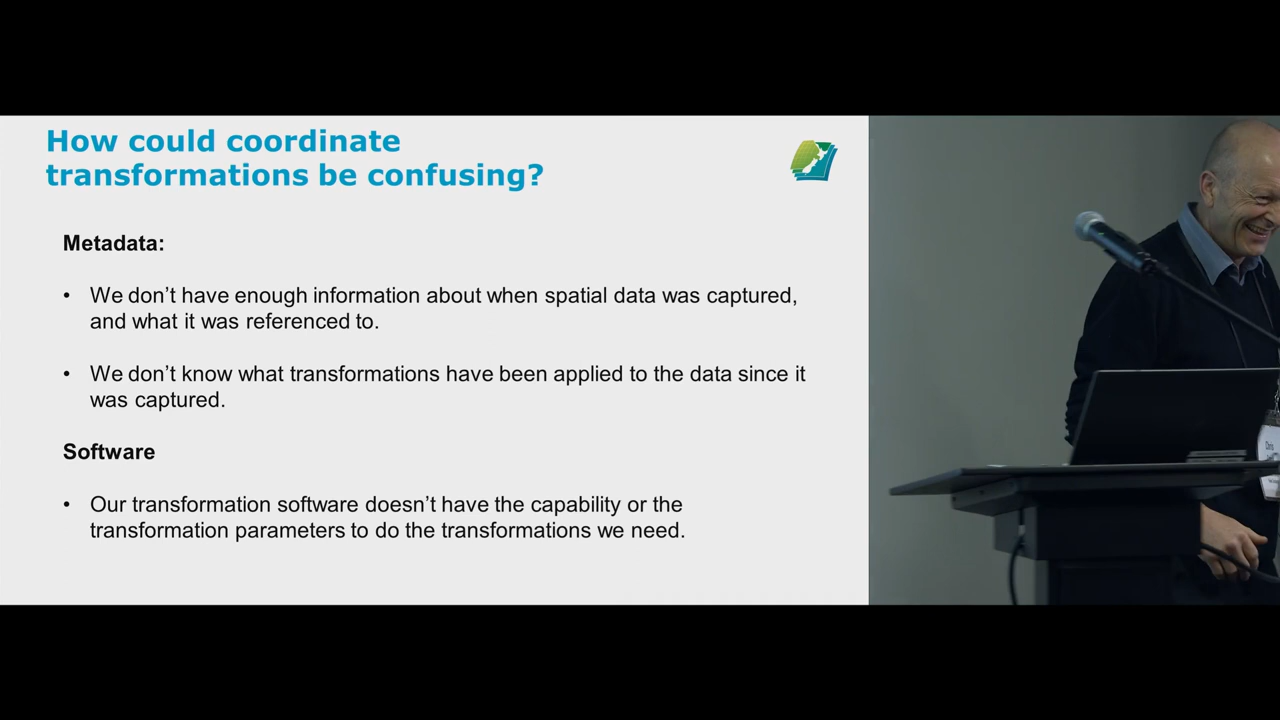 How could coordinate
transformations be confusing?
Metadata:
• We don't have enough information about when spatial data was captured,
and what it was referenced to.
• We don't know what transformations have been applied to the data since it
was captured.
Software
• Our transformation software doesn't have the capability or the
transformation parameters to do the transformations we need.
Chris